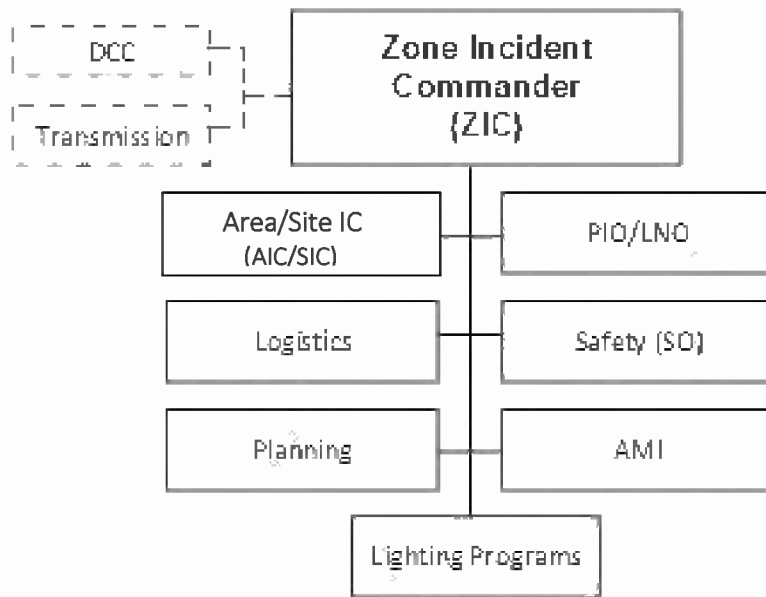 DCC
Transmission
Zone Incident
Commander
(ZIC)
Area/Site IC
(AIC/SIC)
PIO/LNO
Logistics
Safety (SO)
Planning
AMI
Lighting Programs